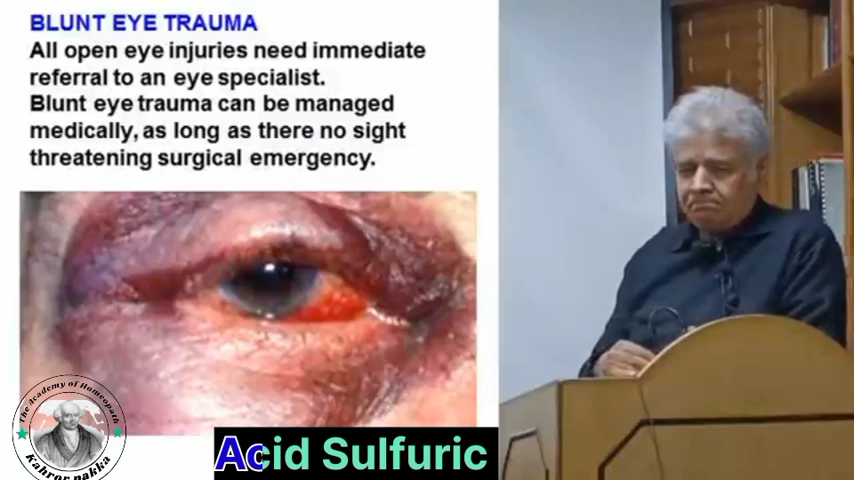 BLUNT EYE TRAUMA
All open eye injuries need immediate
referral to an eye specialist.
Blunt eye trauma can be managed
medically, as long as there no sight
threatening surgical emergency.
The Academy of Homeopath
Kahror pakka
Acid Sulfuric